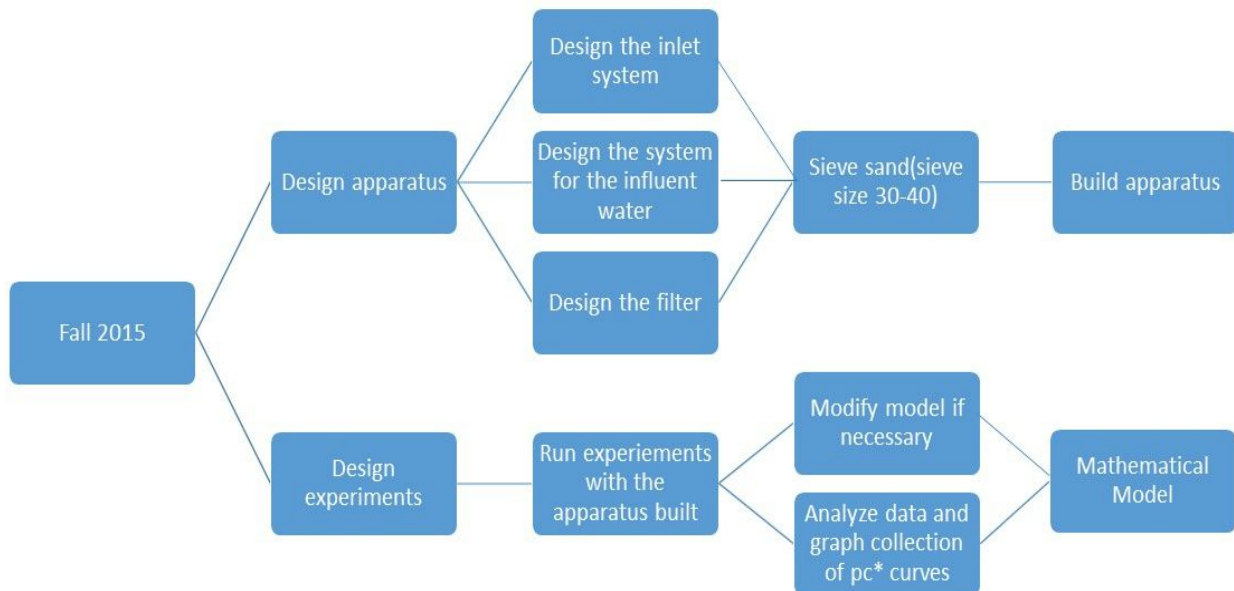 Fall 2015
Design apparatus
Design the inlet
system
Design the system
for the influent
water
Design the filter
Sieve sand(sieve
size 30-40)
Build apparatus
Design
experiments
Run experiements
with the
apparatus built
Modify model if
necessary
Analyze data and
graph collection
of pc* curves
Mathematical
Model